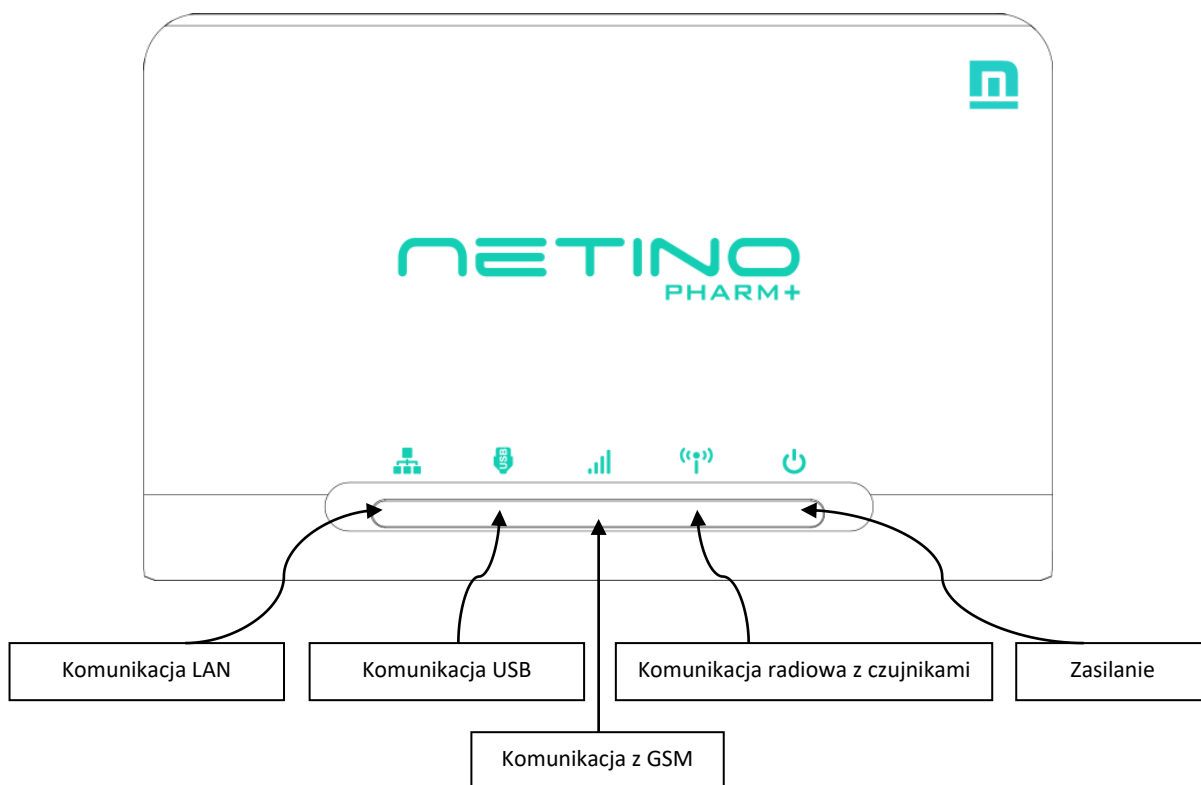 NETINO
PHARM+
USB
Komunikacja LAN
Komunikacja USB
Komunikacja radiowa z czujnikami
Zasilanie
Komunikacja z GSM